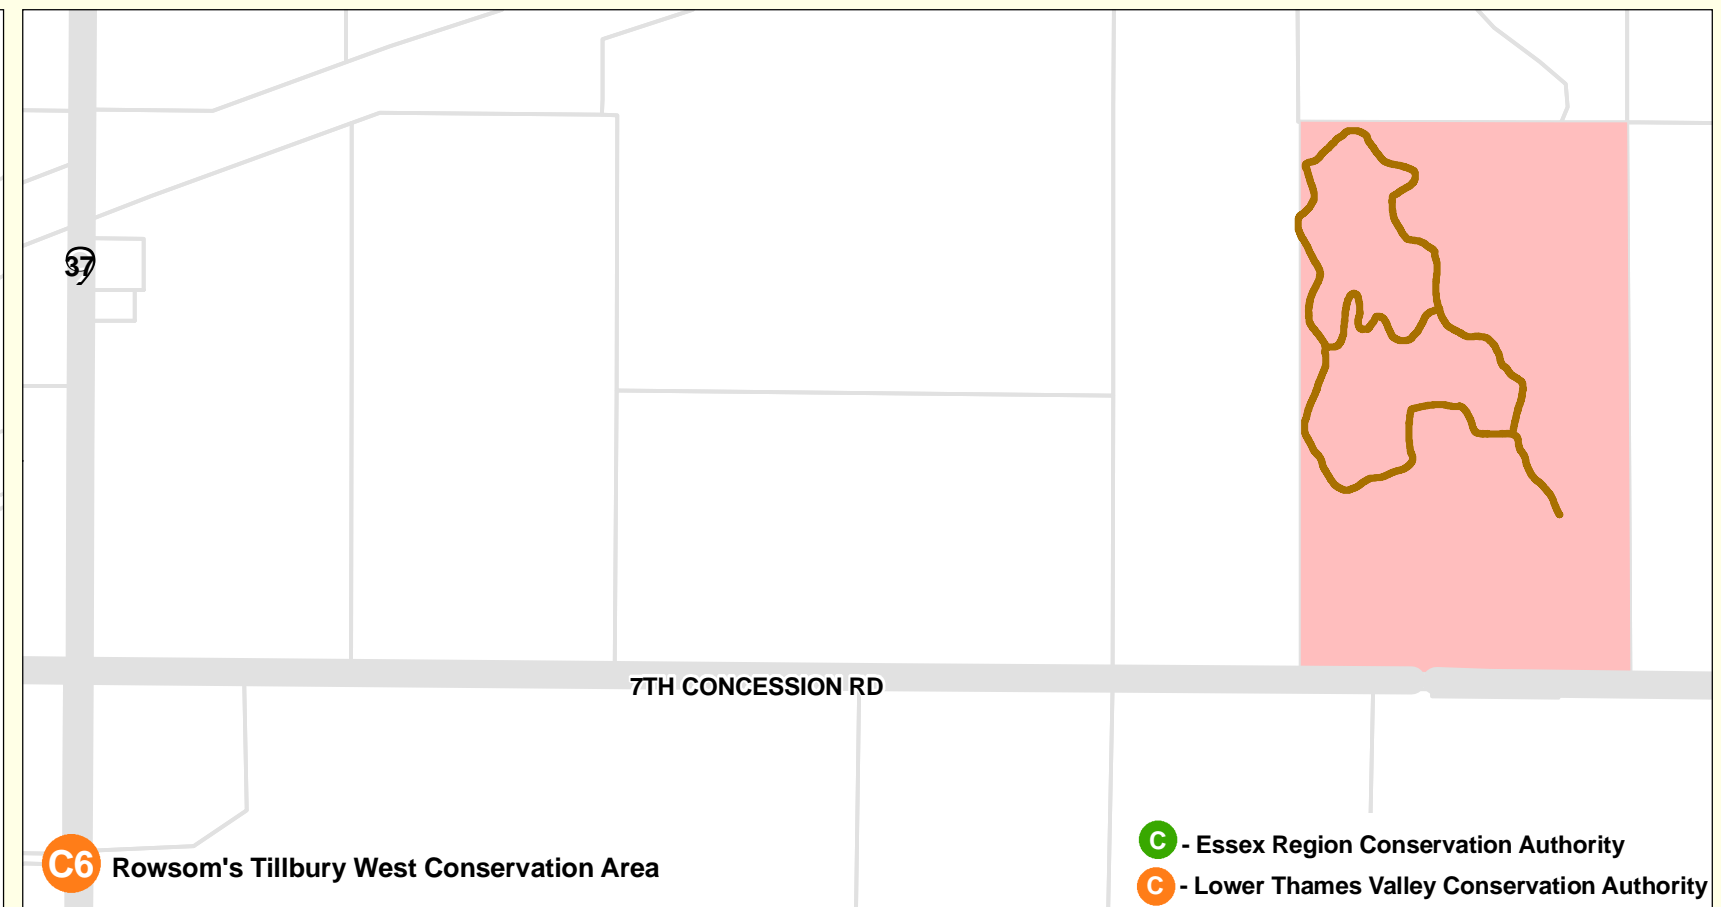 37
7TH CONCESSION RD
C6 Rowsom's Tillbury West Conservation Area
C - Essex Region Conservation Authority
C - Lower Thames Valley Conservation Authority